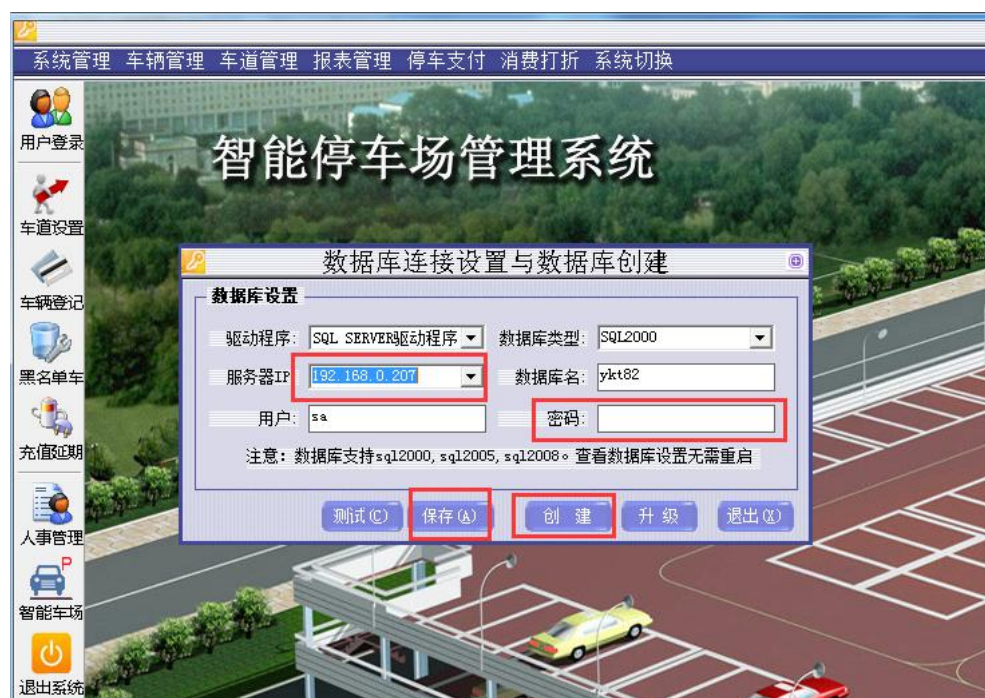 系统管理 车辆管理 车道管理 报表管理 停车支付 消费打折 系统切换
用户登录
车道设置
车辆登记
黑名单车
充值延期
人事管理
P
智能车场
退出系统
智能停车场管理系统
数据库连接设置与数据库创建
数据库设置
驱动程序: SQL SERVER驱动程序 数据库类型: SQL2000
服务器IP 192.168.0.207 数据库名: ykt82
用户: sa 密码:
注意: 数据库支持sql2000, sql2005, sql2008。查看数据库设置无需重启
测试(C) 保存(A) 创 建 升 级 退出(X)